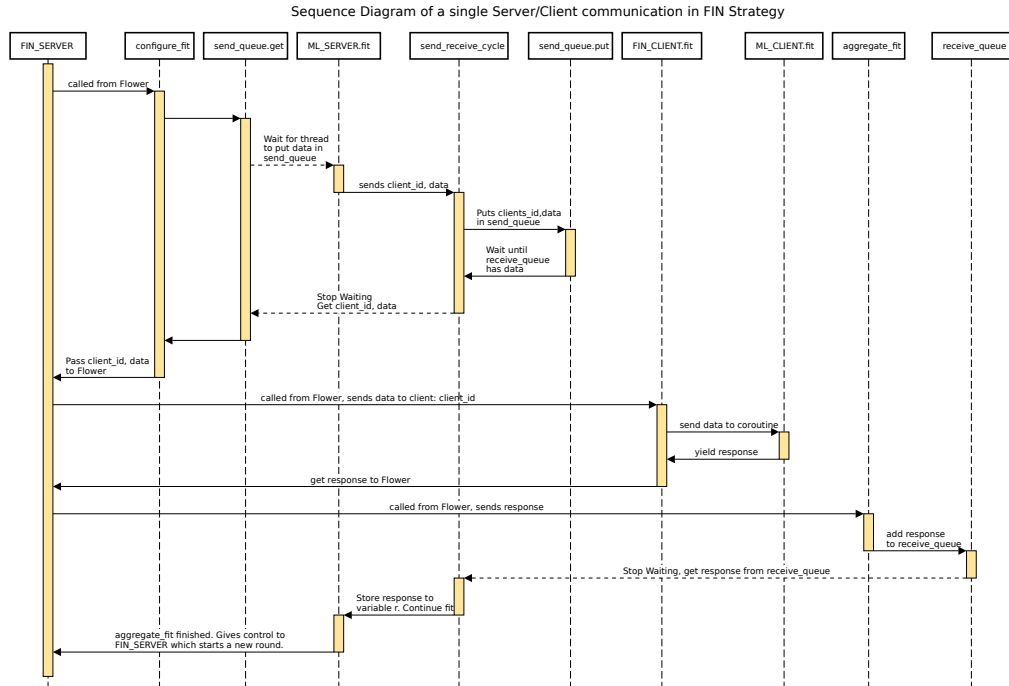 Sequence Diagram of a single Server/Client communication in FIN Strategy
FIN_SERVER
configure_fit
send_queue.get
ML_SERVER.fit
send_receive_cycle
send_queue.put
FIN_CLIENT.fit
ML_CLIENT.fit
aggregate_fit
receive_queue
called from Flower
Wait for thread
to put data in
send_queue
sends client_id, data
Puts clients_id,data
in send_queue
Wait until
receive_queue
has data
Stop Waiting
Get client_id, data
Pass client_id, data
to Flower
called from Flower, sends data to client: client_id
send data to coroutine
yield response
get response to Flower
called from Flower, sends response
add response
to receive_queue
Stop Waiting, get response from receive_queue
Store response to
variable r. Continue fit
aggregate_fit finished. Gives control to
FIN_SERVER which starts a new round.